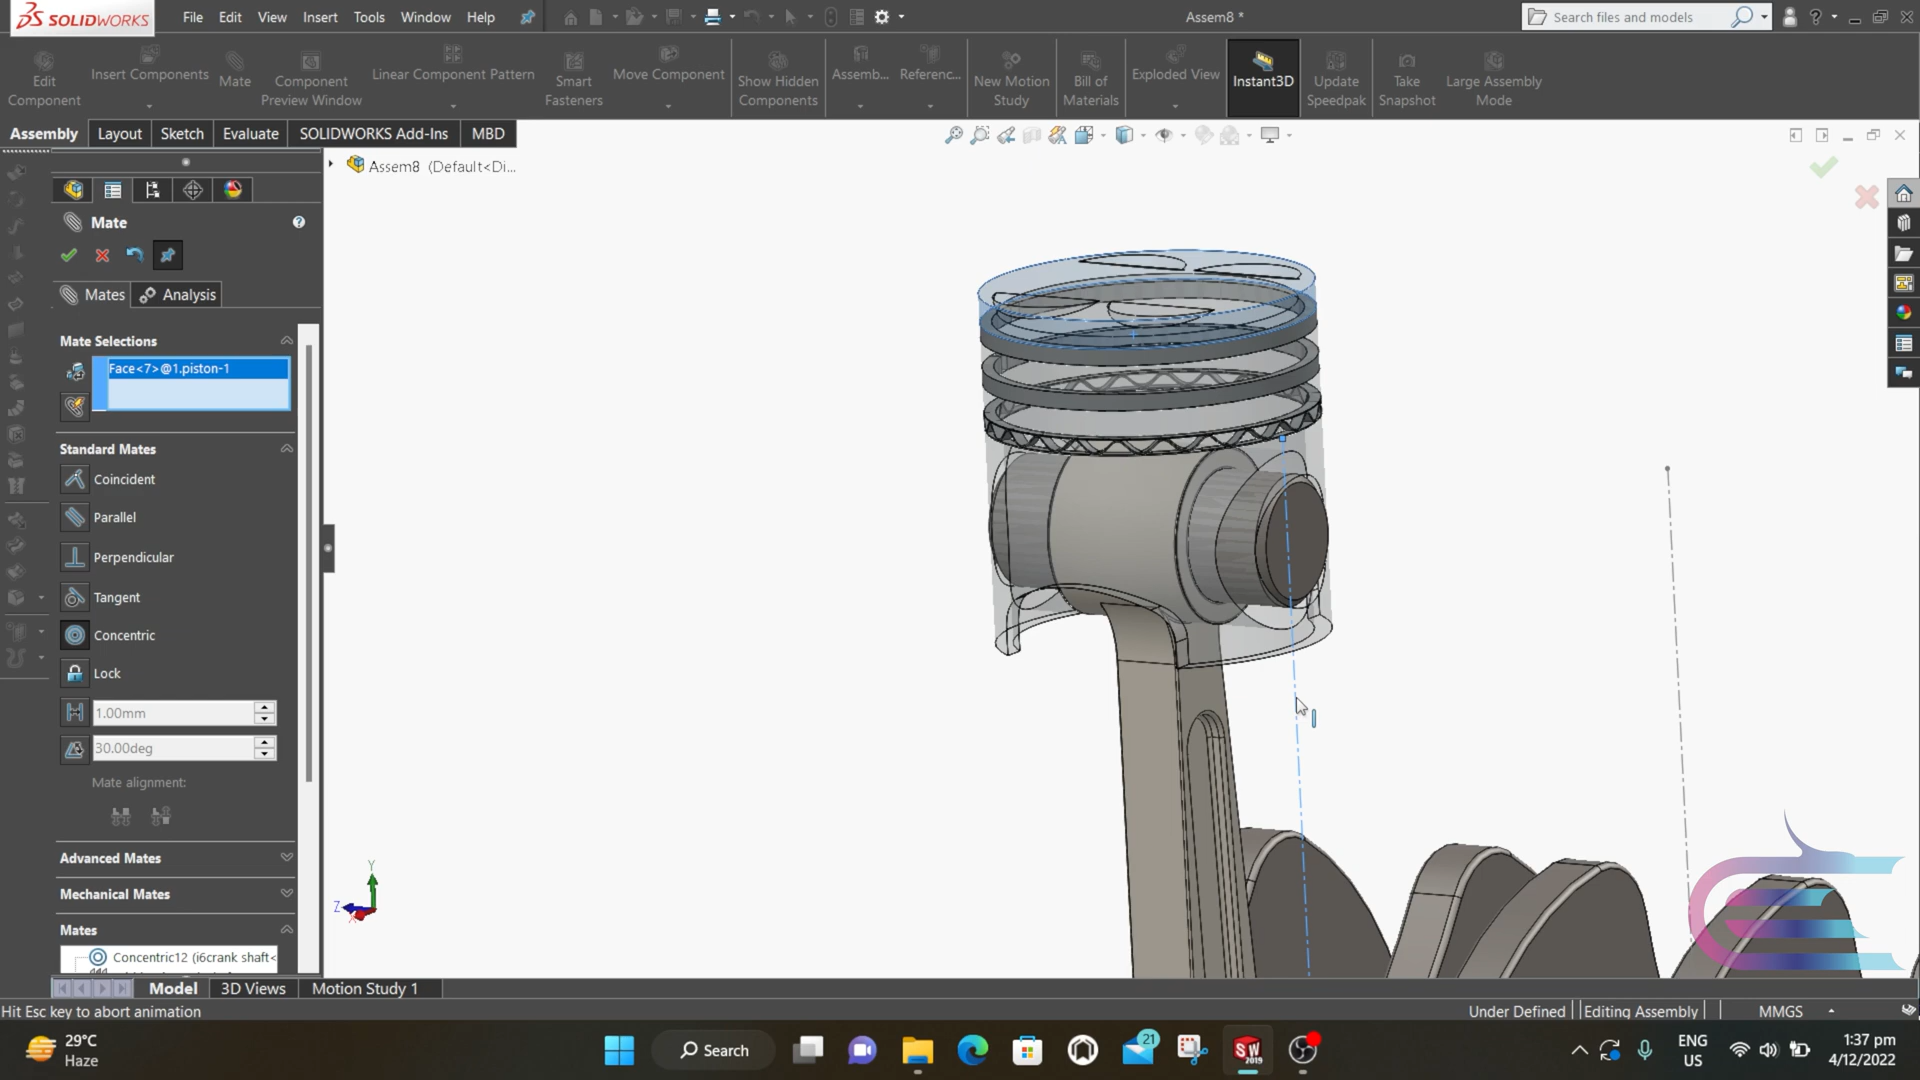 SOLIDWORKS File Edit View Insert Tools Window Help Assem8 * Search files and models
Edit Component
Insert Components
Mate
Component Preview Window
Linear Component Pattern
Smart Fasteners
Move Component
Show Hidden Components
Assemb...
Referenc...
New Motion Study
Bill of Materials
Exploded View
Instant3D
Update Speedpak
Take Snapshot
Large Assembly Mode
Assembly Layout Sketch Evaluate SOLIDWORKS Add-Ins MBD
Assem8 (Default<Di...
Mate
Mates Analysis
Mate Selections
Face<7>@1.piston-1
Standard Mates
Coincident
Parallel
Perpendicular
Tangent
Concentric
Lock
1.00mm
30.00deg
Mate alignment:
Advanced Mates
Mechanical Mates
Mates
Concentric12 (i6crank shaft<
Y
Z
X
Model 3D Views Motion Study 1
Hit Esc key to abort animation Under Defined Editing Assembly MMGS
29°C
Haze
Search
21
SW
2019
ENG
US
1:37 pm
4/12/2022